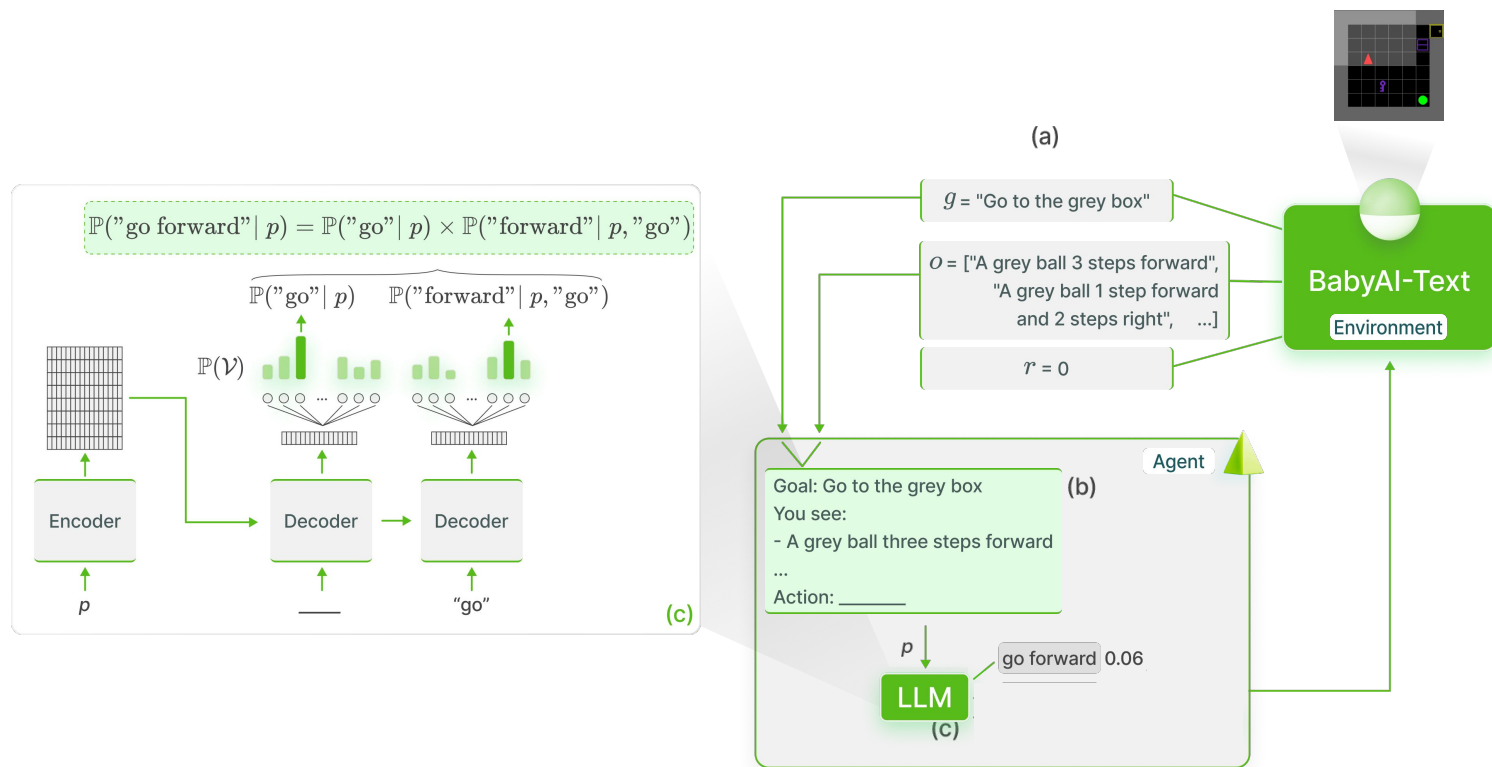 (a)
g = "Go to the grey box"
o = ["A grey ball 3 steps forward",
"A grey ball 1 step forward
and 2 steps right", ...]
r = 0
BabyAI-Text
Environment
ℙ("go forward"| p) = ℙ("go"| p) × ℙ("forward"| p, "go")
ℙ("go"| p) ℙ("forward"| p, "go")
ℙ(𝒱)
... ...
Encoder
Decoder
Decoder
p
____
“go”
(c)
Agent
Goal: Go to the grey box
You see:
- A grey ball three steps forward
...
Action: _______
(b)
p
LLM
(c)
go forward 0.06